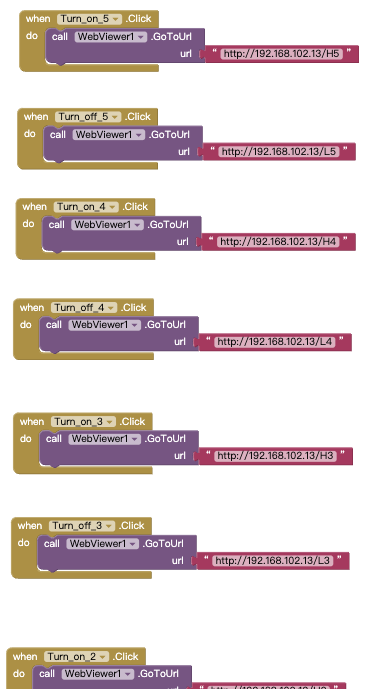 when Turn_on_5 .Click
do call WebViewer1 .GoToUrl
url " http://192.168.102.13/H5 "
when Turn_off_5 .Click
do call WebViewer1 .GoToUrl
url " http://192.168.102.13/L5 "
when Turn_on_4 .Click
do call WebViewer1 .GoToUrl
url " http://192.168.102.13/H4 "
when Turn_off_4 .Click
do call WebViewer1 .GoToUrl
url " http://192.168.102.13/L4 "
when Turn_on_3 .Click
do call WebViewer1 .GoToUrl
url " http://192.168.102.13/H3 "
when Turn_off_3 .Click
do call WebViewer1 .GoToUrl
url " http://192.168.102.13/L3 "
when Turn_on_2 .Click
do call WebViewer1 .GoToUrl